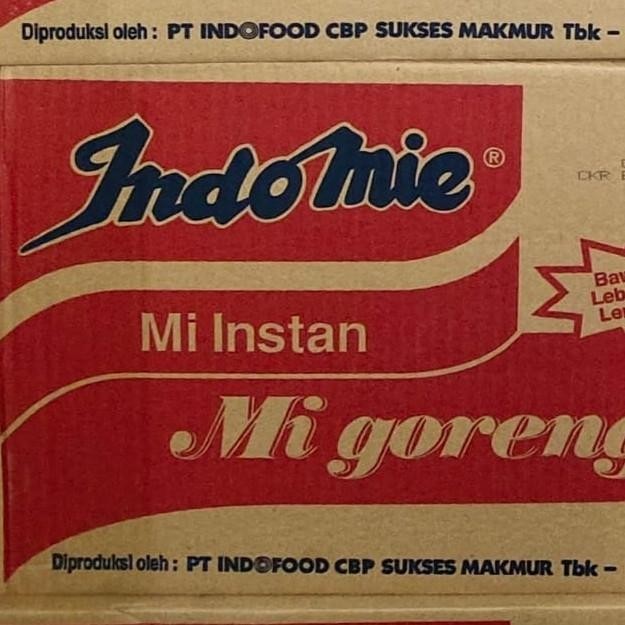 Diproduksi oleh : PT INDOFOOD CBP SUKSES MAKMUR Tbk –
Indomie ®
CKR
Mi Instan
Mi goreng
Diproduksi oleh : PT INDOFOOD CBP SUKSES MAKMUR Tbk –